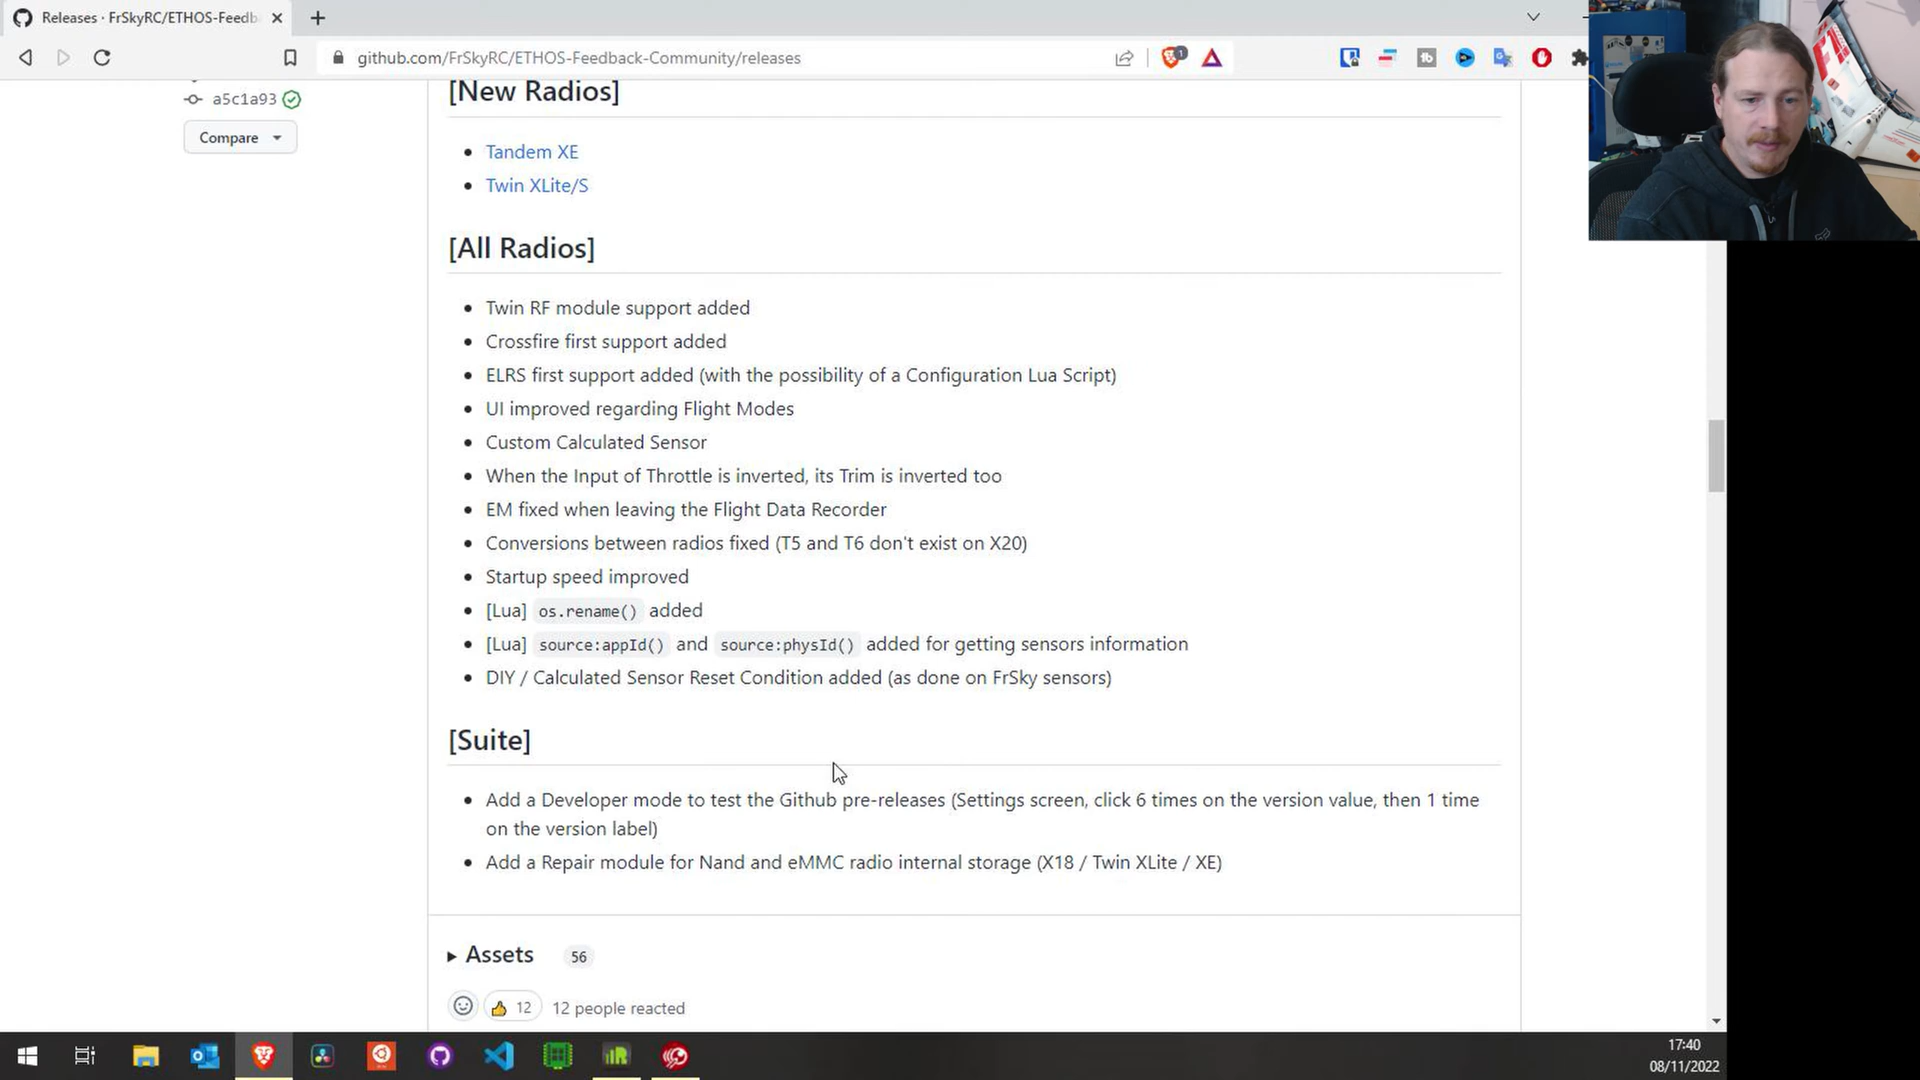 Releases · FrSkyRC/ETHOS-Feedb
github.com/FrSkyRC/ETHOS-Feedback-Community/releases
1
a5c1a93
Compare
[New Radios]
Tandem XE
Twin XLite/S
[All Radios]
Twin RF module support added
Crossfire first support added
ELRS first support added (with the possibility of a Configuration Lua Script)
UI improved regarding Flight Modes
Custom Calculated Sensor
When the Input of Throttle is inverted, its Trim is inverted too
EM fixed when leaving the Flight Data Recorder
Conversions between radios fixed (T5 and T6 don't exist on X20)
Startup speed improved
[Lua] os.rename() added
[Lua] source:appId() and source:physId() added for getting sensors information
DIY / Calculated Sensor Reset Condition added (as done on FrSky sensors)
[Suite]
Add a Developer mode to test the Github pre-releases (Settings screen, click 6 times on the version value, then 1 time
on the version label)
Add a Repair module for Nand and eMMC radio internal storage (X18 / Twin XLite / XE)
Assets 56
12 12 people reacted
17:40
08/11/2022